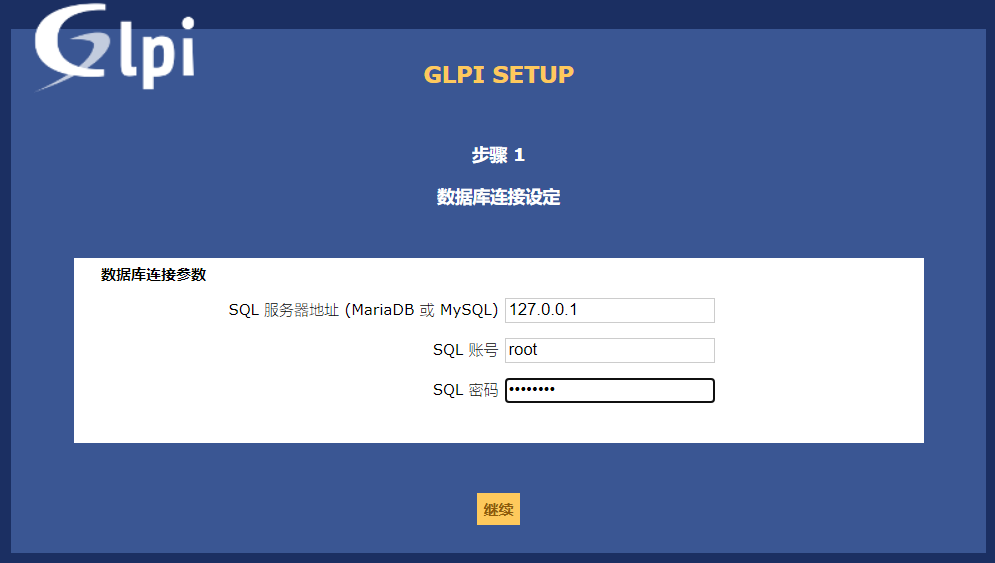 Glpi
GLPI SETUP
步骤 1
数据库连接设定
数据库连接参数
SQL 服务器地址 (MariaDB 或 MySQL) 127.0.0.1
SQL 账号 root
SQL 密码 ••••••••
继续